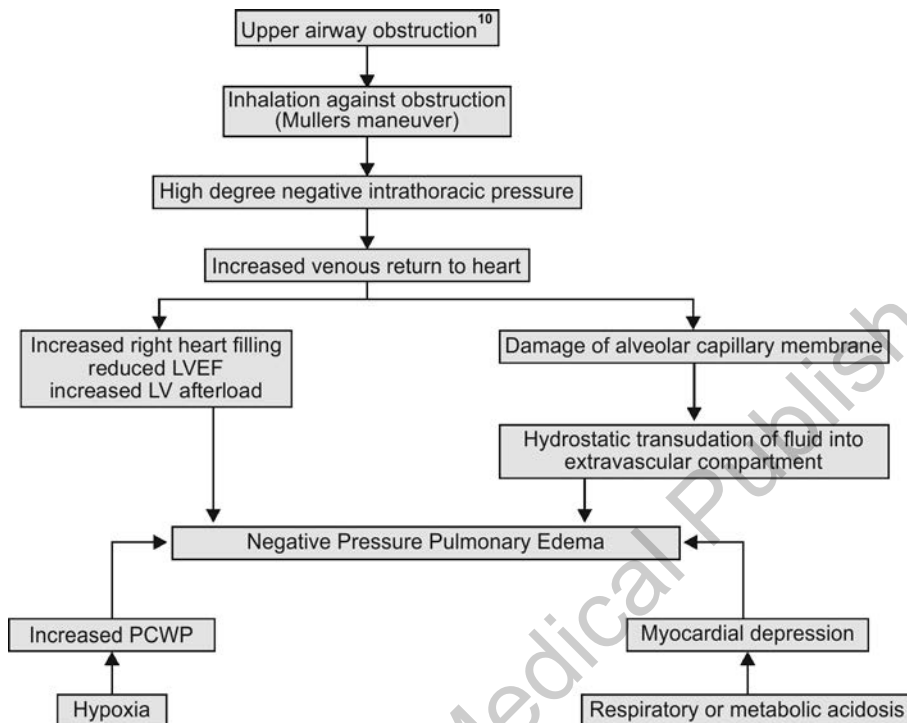 Upper airway obstruction10
Inhalation against obstruction
(Mullers maneuver)
High degree negative intrathoracic pressure
Increased venous return to heart
Increased right heart filling
reduced LVEF
increased LV afterload
Damage of alveolar capillary membrane
Hydrostatic transudation of fluid into
extravascular compartment
Negative Pressure Pulmonary Edema
Increased PCWP
Myocardial depression
Hypoxia
Respiratory or metabolic acidosis
Medical Publish